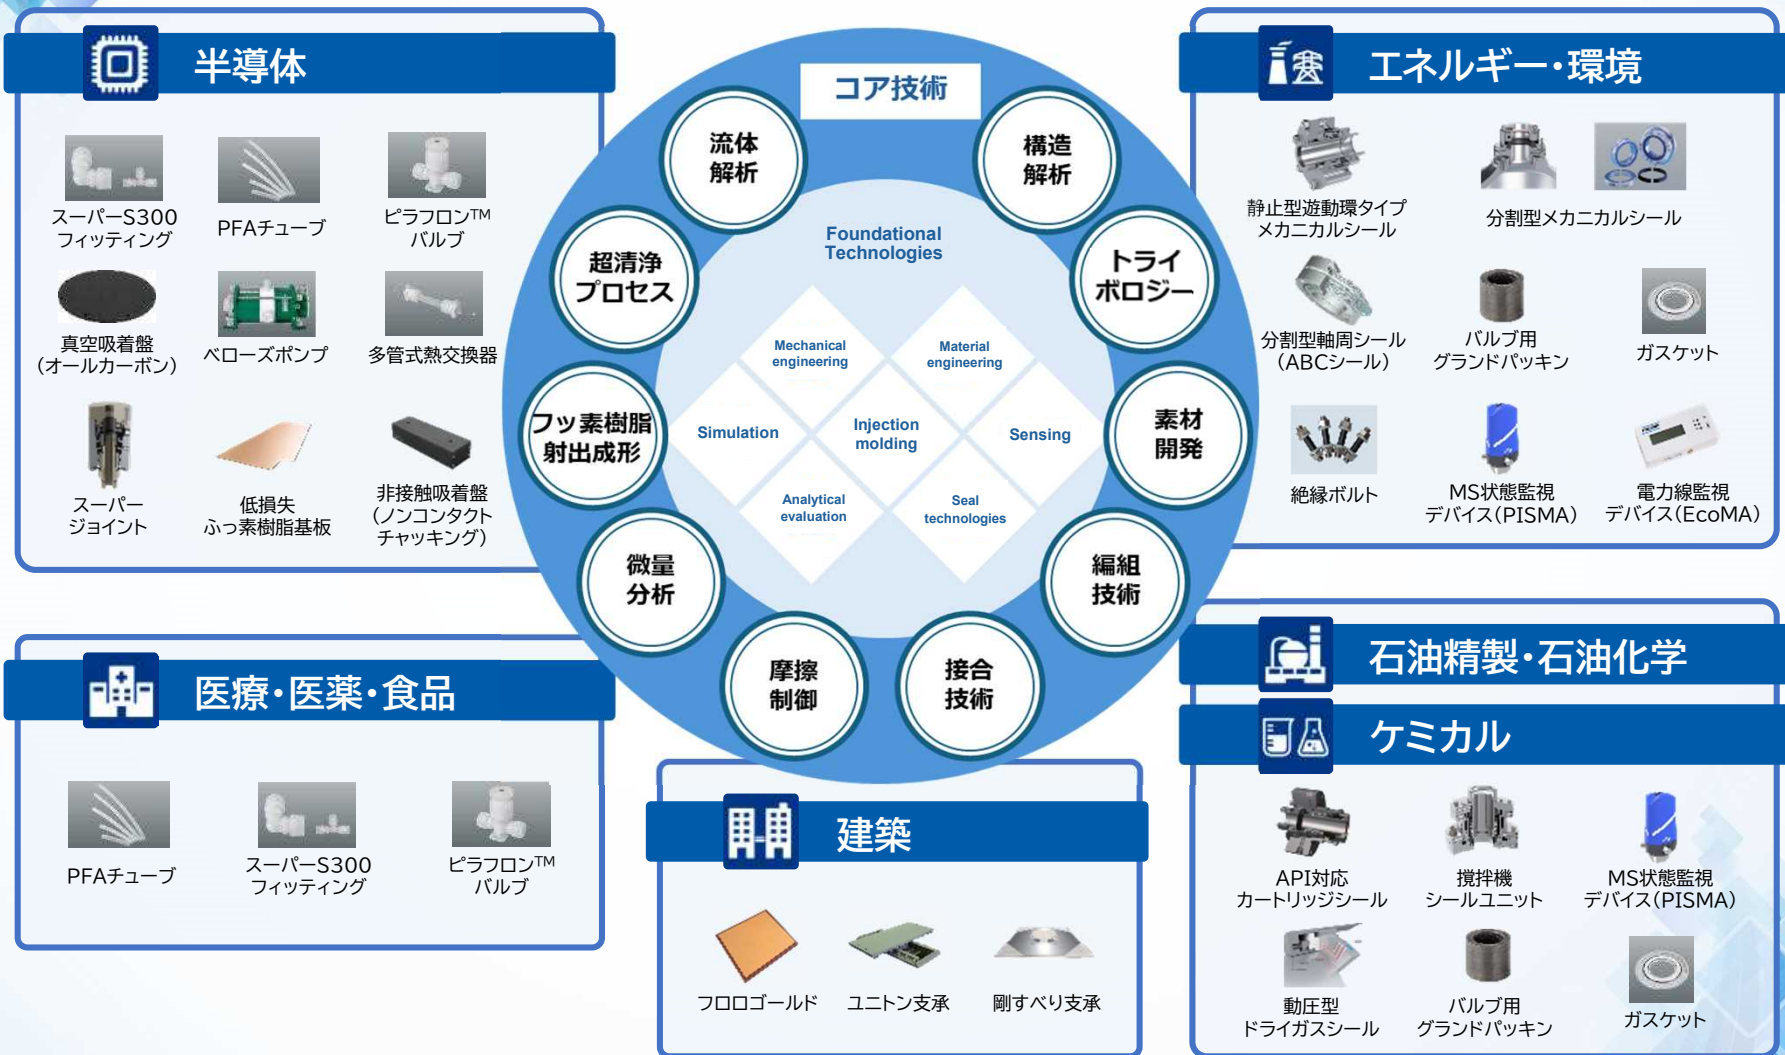 半導体
スーパーS300
フィッティング
PFAチューブ
ピラフロン™
バルブ
真空吸着盤
(オールカーボン)
ベローズポンプ
多管式熱交換器
スーパー
ジョイント
低損失
ふっ素樹脂基板
非接触吸着盤
(ノンコンタクト
チャッキング)
医療・医薬・食品
PFAチューブ
スーパーS300
フィッティング
ピラフロン™
バルブ
コア技術
流体
解析
構造
解析
超清浄
プロセス
トライ
ボロジー
フッ素樹脂
射出成形
素材
開発
微量
分析
編組
技術
摩擦
制御
接合
技術
Foundational
Technologies
Mechanical
engineering
Material
engineering
Simulation
Injection
molding
Sensing
Analytical
evaluation
Seal
technologies
建築
フロロゴールド
ユニトン支承
剛すべり支承
エネルギー・環境
静止型遊動環タイプ
メカニカルシール
分割型メカニカルシール
分割型軸周シール
(ABCシール)
バルブ用
グランドパッキン
ガスケット
絶縁ボルト
MS状態監視
デバイス(PISMA)
電力線監視
デバイス(EcoMA)
石油精製・石油化学
ケミカル
API対応
カートリッジシール
撹拌機
シールユニット
MS状態監視
デバイス(PISMA)
動圧型
ドライガスシール
バルブ用
グランドパッキン
ガスケット